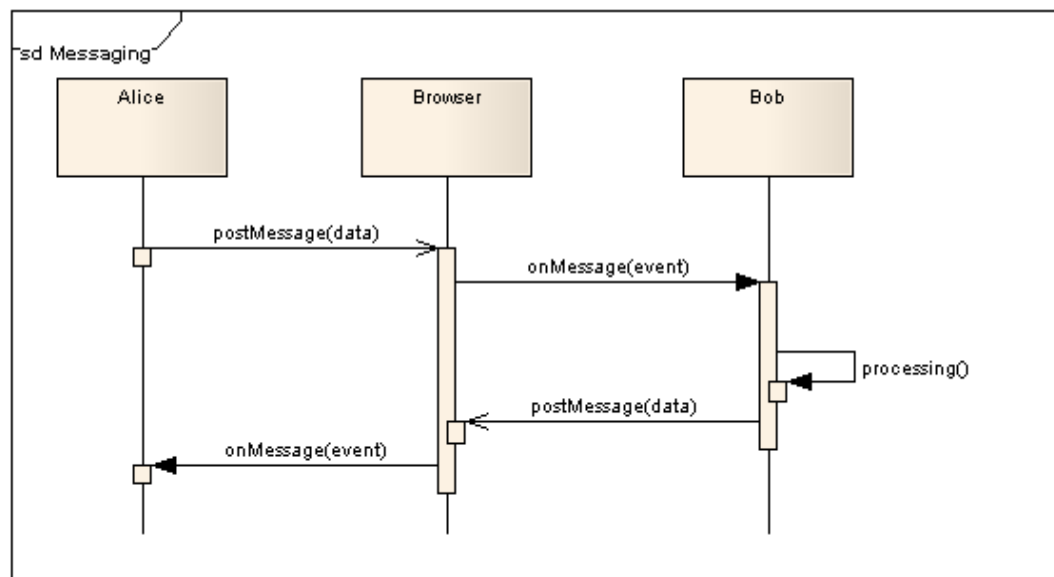 sd Messaging
Alice
Browser
Bob
postMessage(data)
onMessage(event)
processing()
postMessage(data)
onMessage(event)